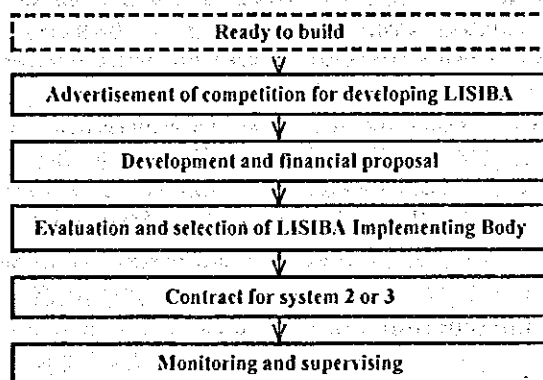 Ready to build
Advertisement of competition for developing LISIBA
Development and financial proposal
Evaluation and selection of LISIBA Implementing Body
Contract for system 2 or 3
Monitoring and supervising